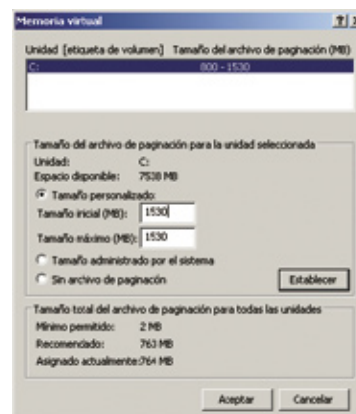 Memoria virtual
Unidad [etiqueta de volumen] Tamaño del archivo de paginación (MB)
C: 800 - 1530
Tamaño del archivo de paginación para la unidad seleccionada
Unidad: C:
Espacio disponible: 7538 MB
Tamaño personalizado:
Tamaño inicial (MB): 1530
Tamaño máximo (MB): 1530
Tamaño administrado por el sistema
Sin archivo de paginación Establecer
Tamaño total del archivo de paginación para todas las unidades
Mínimo permitido: 2 MB
Recomendado: 763 MB
Asignado actualmente: 764 MB
Aceptar Cancelar